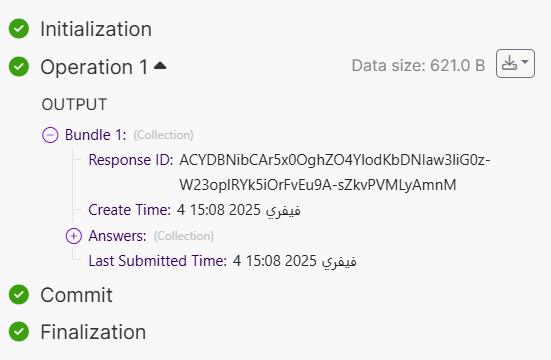 Initialization
Operation 1 Data size: 621.0 B
OUTPUT
Bundle 1: (Collection)
Response ID: ACYDBNibCAr5x0OghZO4YlodKbDNIaw3IiG0z-
W23opIRYk5iOrFvEu9A-sZkvPVMLyAmnM
Create Time: 4 فيفري 2025 15:08
Answers: (Collection)
Last Submitted Time: 4 فيفري 2025 15:08
Commit
Finalization